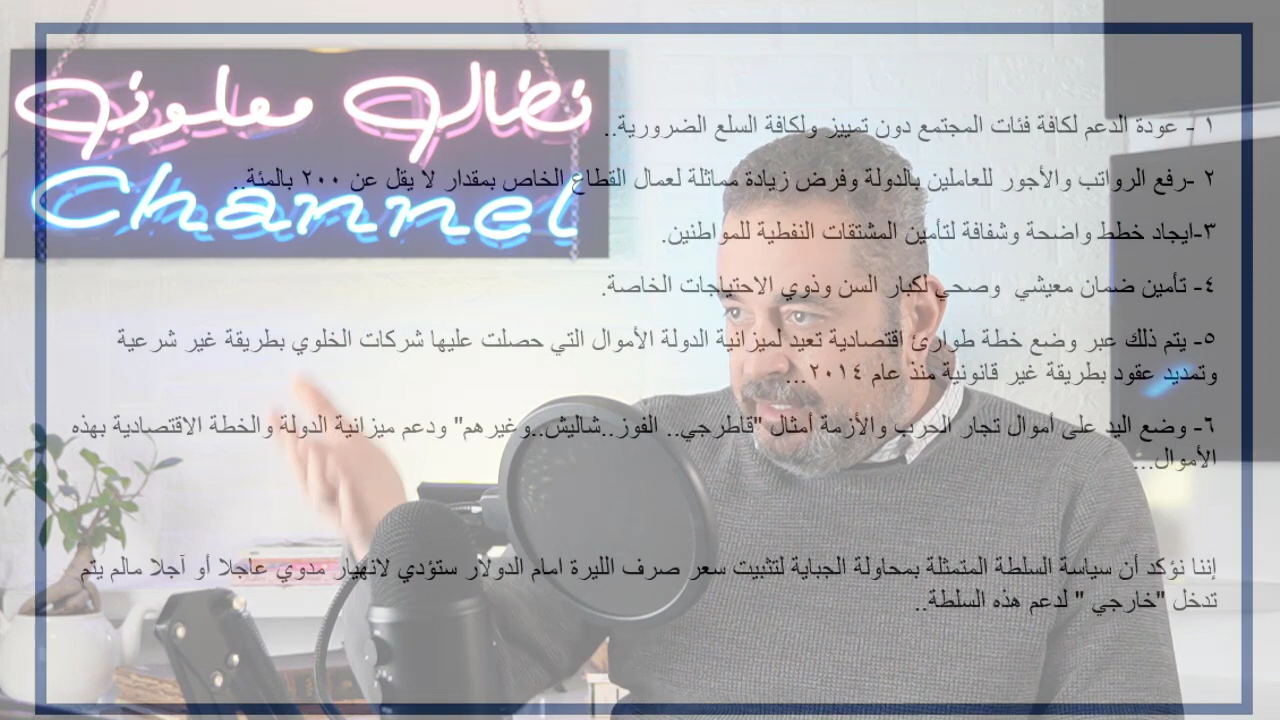 نضال معلوف
Channel
١ - عودة الدعم لكافة فئات المجتمع دون تمييز ولكافة السلع الضرورية..
٢ -رفع الرواتب والأجور للعاملين بالدولة وفرض زيادة مماثلة لعمال القطاع الخاص بمقدار لا يقل عن ٢٠٠ بالمئة..
٣-ايجاد خطط واضحة وشفافة لتأمين المشتقات النفطية للمواطنين.
٤- تأمين ضمان معيشي وصحي لكبار السن وذوي الاحتياجات الخاصة.
٥- يتم ذلك عبر وضع خطة طوارئ اقتصادية تعيد لميزانية الدولة الأموال التي حصلت عليها شركات الخلوي بطريقة غير شرعية
وتمديد عقود بطريقة غير قانونية منذ عام ٢٠١٤...
٦- وضع اليد على أموال تجار الحرب والأزمة أمثال "قاطرجي.. الفوز..شاليش..وغيرهم" ودعم ميزانية الدولة والخطة الاقتصادية بهذه
الأموال...
إننا نؤكد أن سياسة السلطة المتمثلة بمحاولة الجباية لتثبيت سعر صرف الليرة امام الدولار ستؤدي لانهيار مدوي عاجلا أو آجلا مالم يتم
تدخل "خارجي " لدعم هذه السلطة..